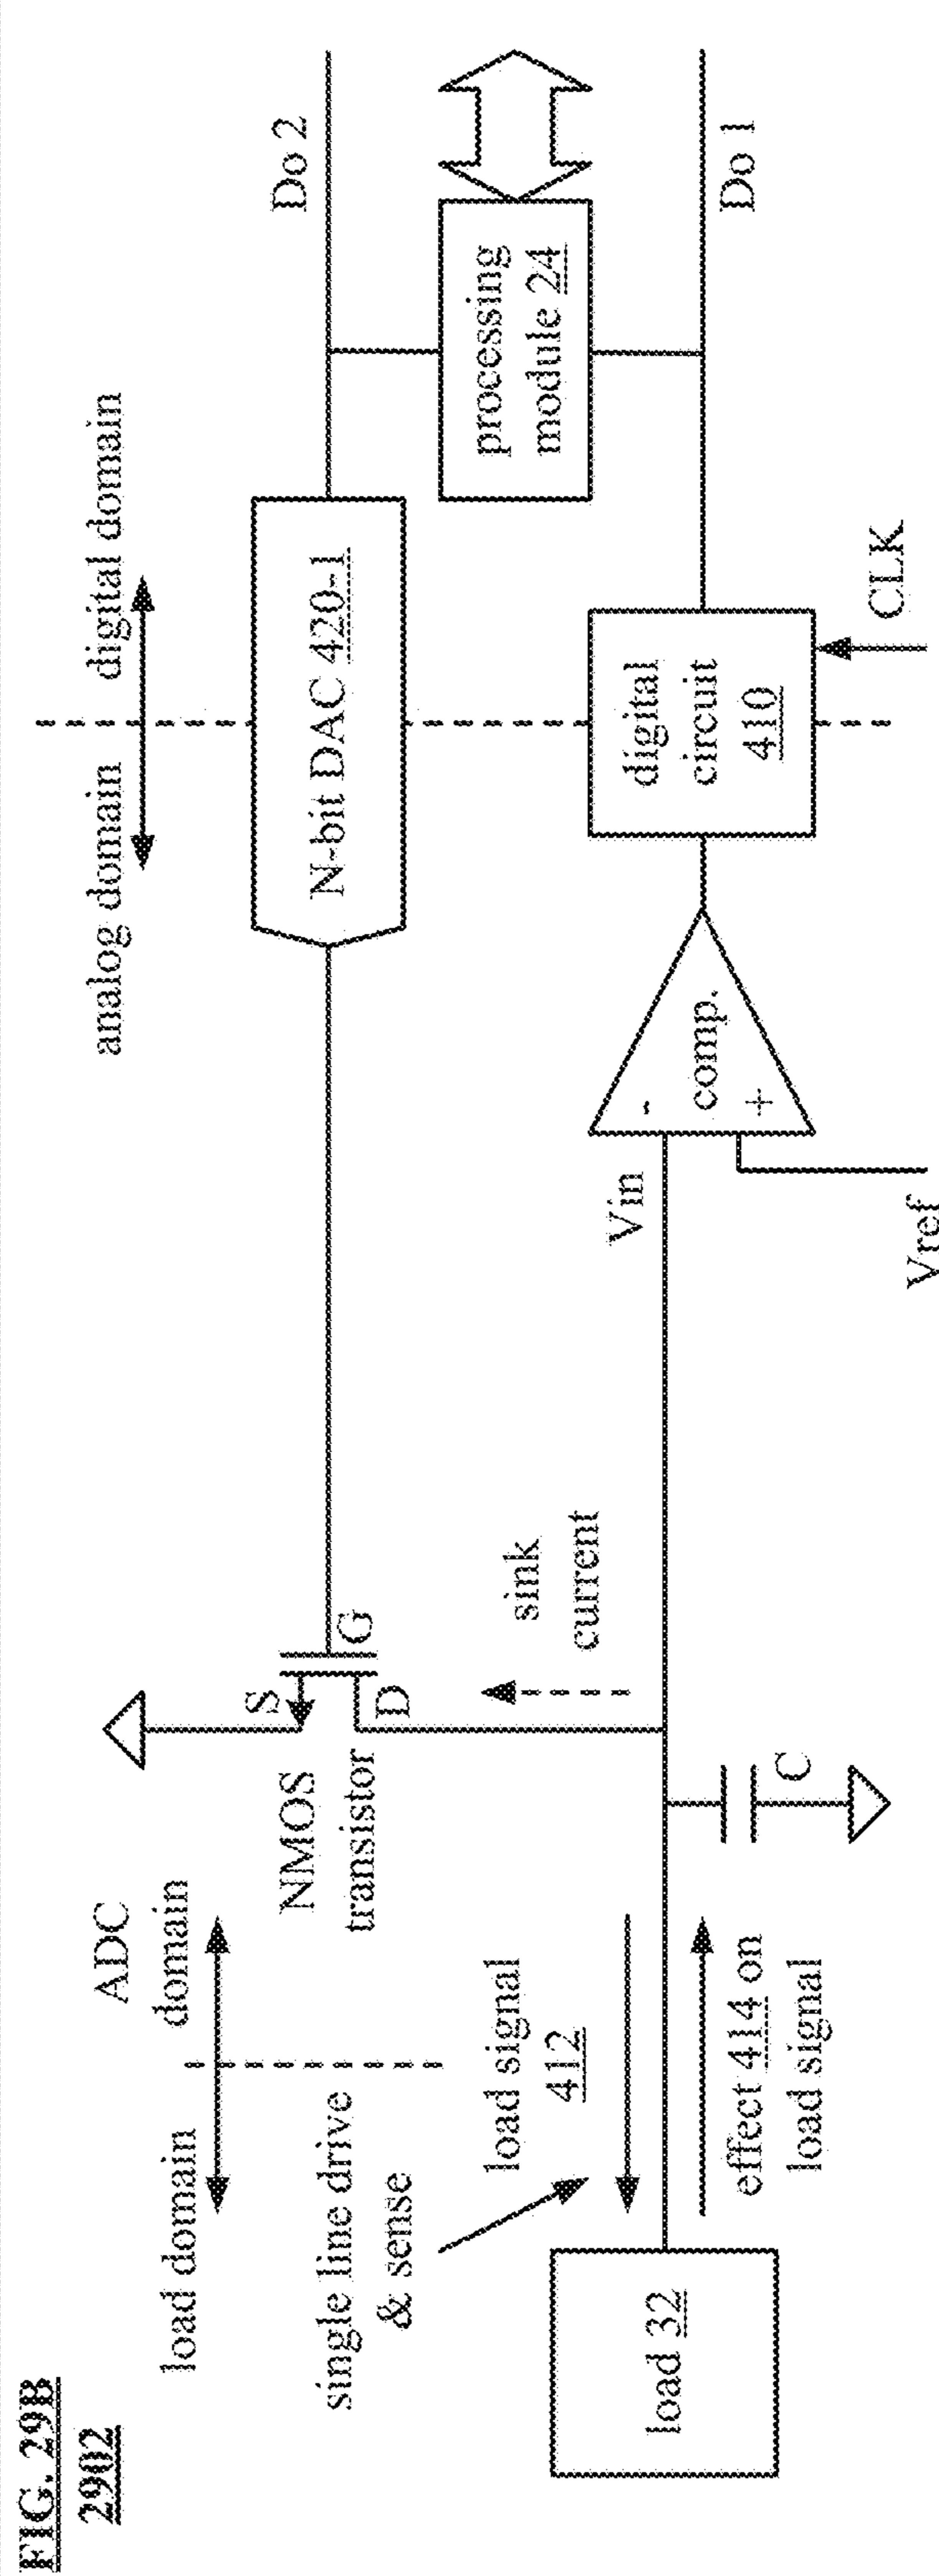 FIG. 29B
2902
load domain
ADC
domain
analog domain
digital domain
single line drive
& sense
NMOS
transistor
S
G
D
N-bit DAC 420-1
Do 2
load signal
412
sink
current
processing
module 24
load 32
Vin
-
comp.
+
digital
circuit
410
Do 1
effect 414 on
load signal
C
Vref
CLK